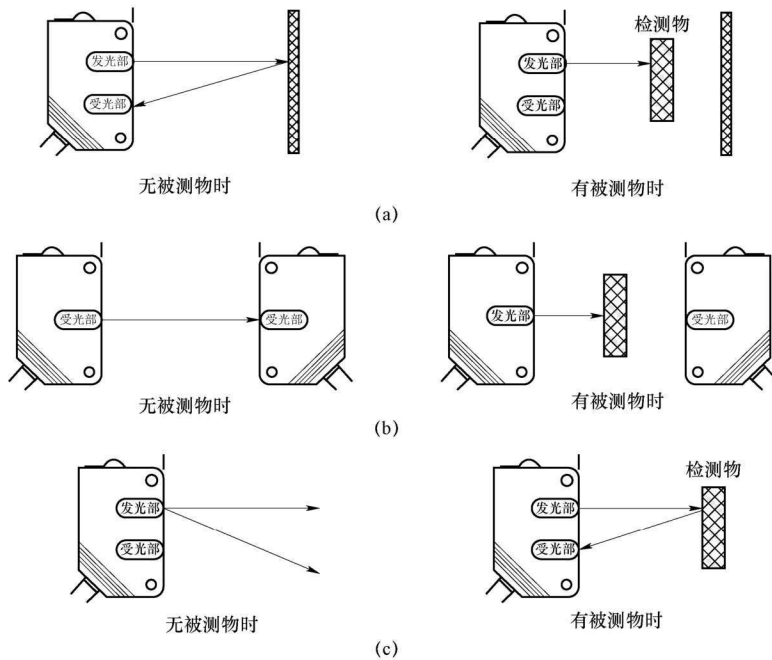 发光部
受光部
无被测物时
检测物
发光部
受光部
有被测物时
(a)
受光部
受光部
无被测物时
发光部
受光部
有被测物时
(b)
发光部
受光部
无被测物时
检测物
发光部
受光部
有被测物时
(c)